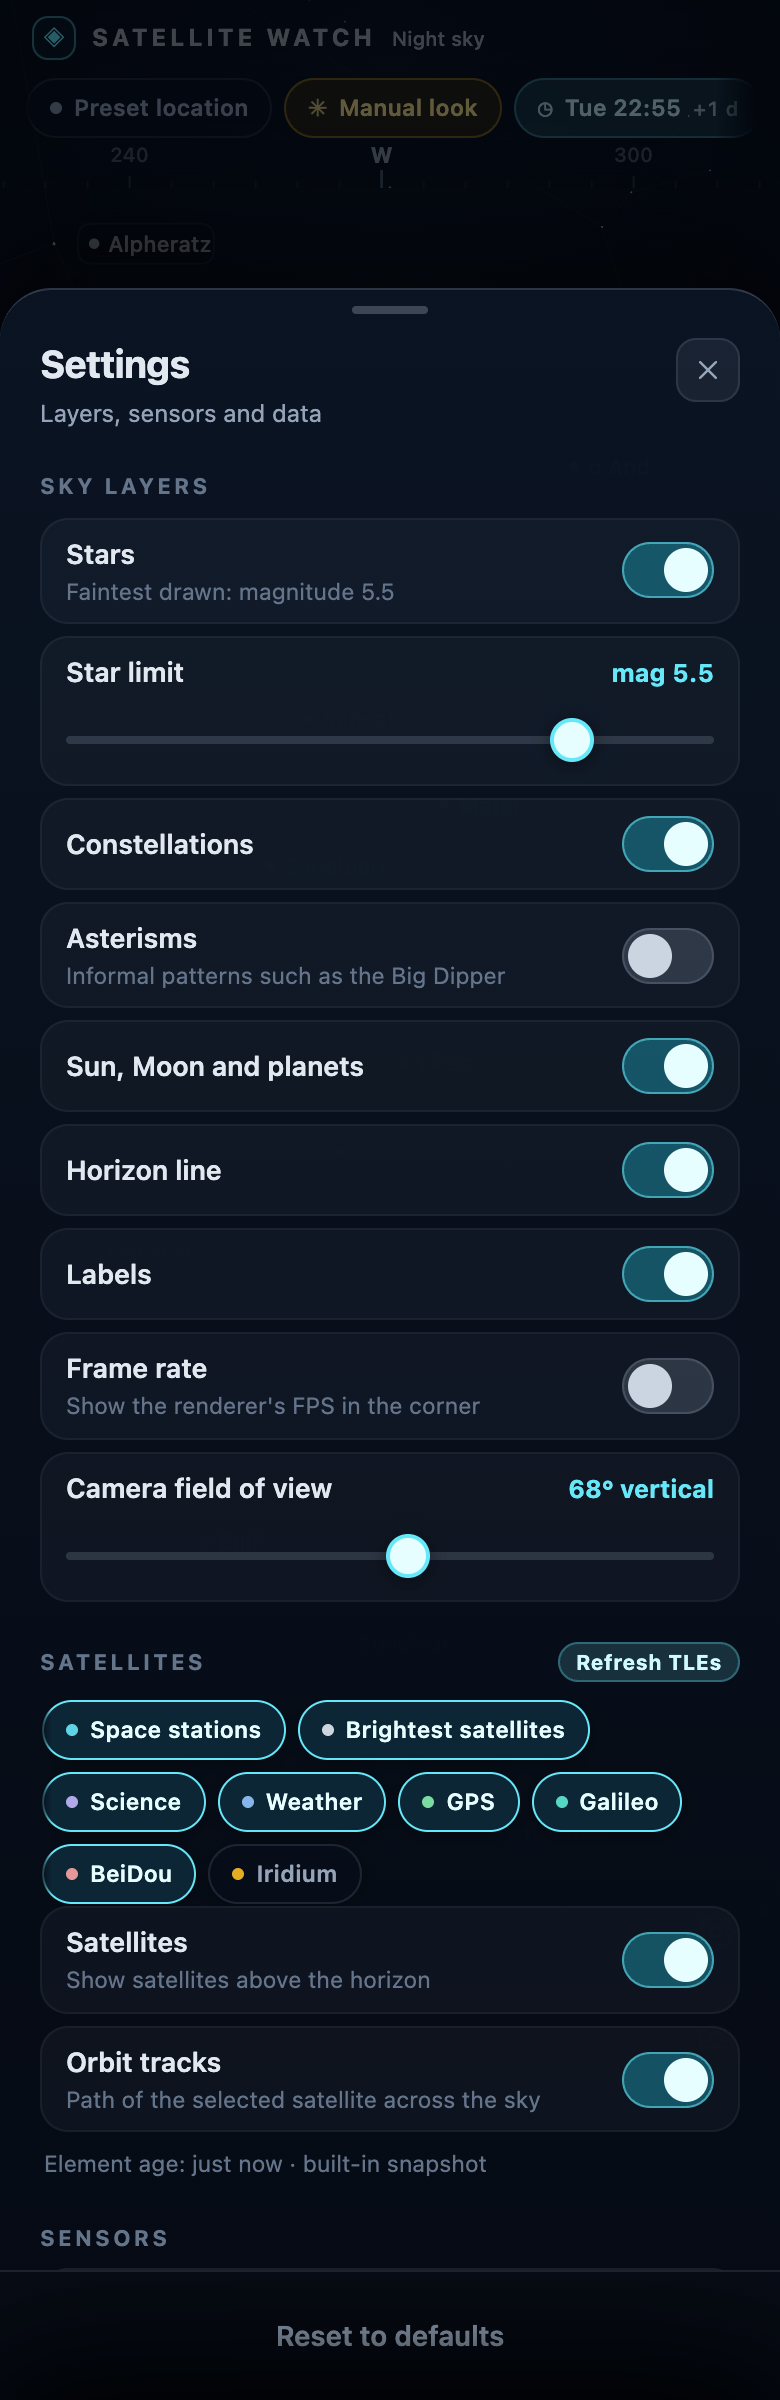 SATELLITE WATCH Night sky
Preset location Manual look Tue 22:55 +1 d
240 W 300
Alpheratz
Settings
Layers, sensors and data
SKY LAYERS
Stars
Faintest drawn: magnitude 5.5
Star limit mag 5.5
Constellations
Asterisms
Informal patterns such as the Big Dipper
Sun, Moon and planets
Horizon line
Labels
Frame rate
Show the renderer's FPS in the corner
Camera field of view 68° vertical
SATELLITES Refresh TLEs
Space stations Brightest satellites
Science Weather GPS Galileo
BeiDou Iridium
Satellites
Show satellites above the horizon
Orbit tracks
Path of the selected satellite across the sky
Element age: just now · built-in snapshot
SENSORS
Reset to defaults